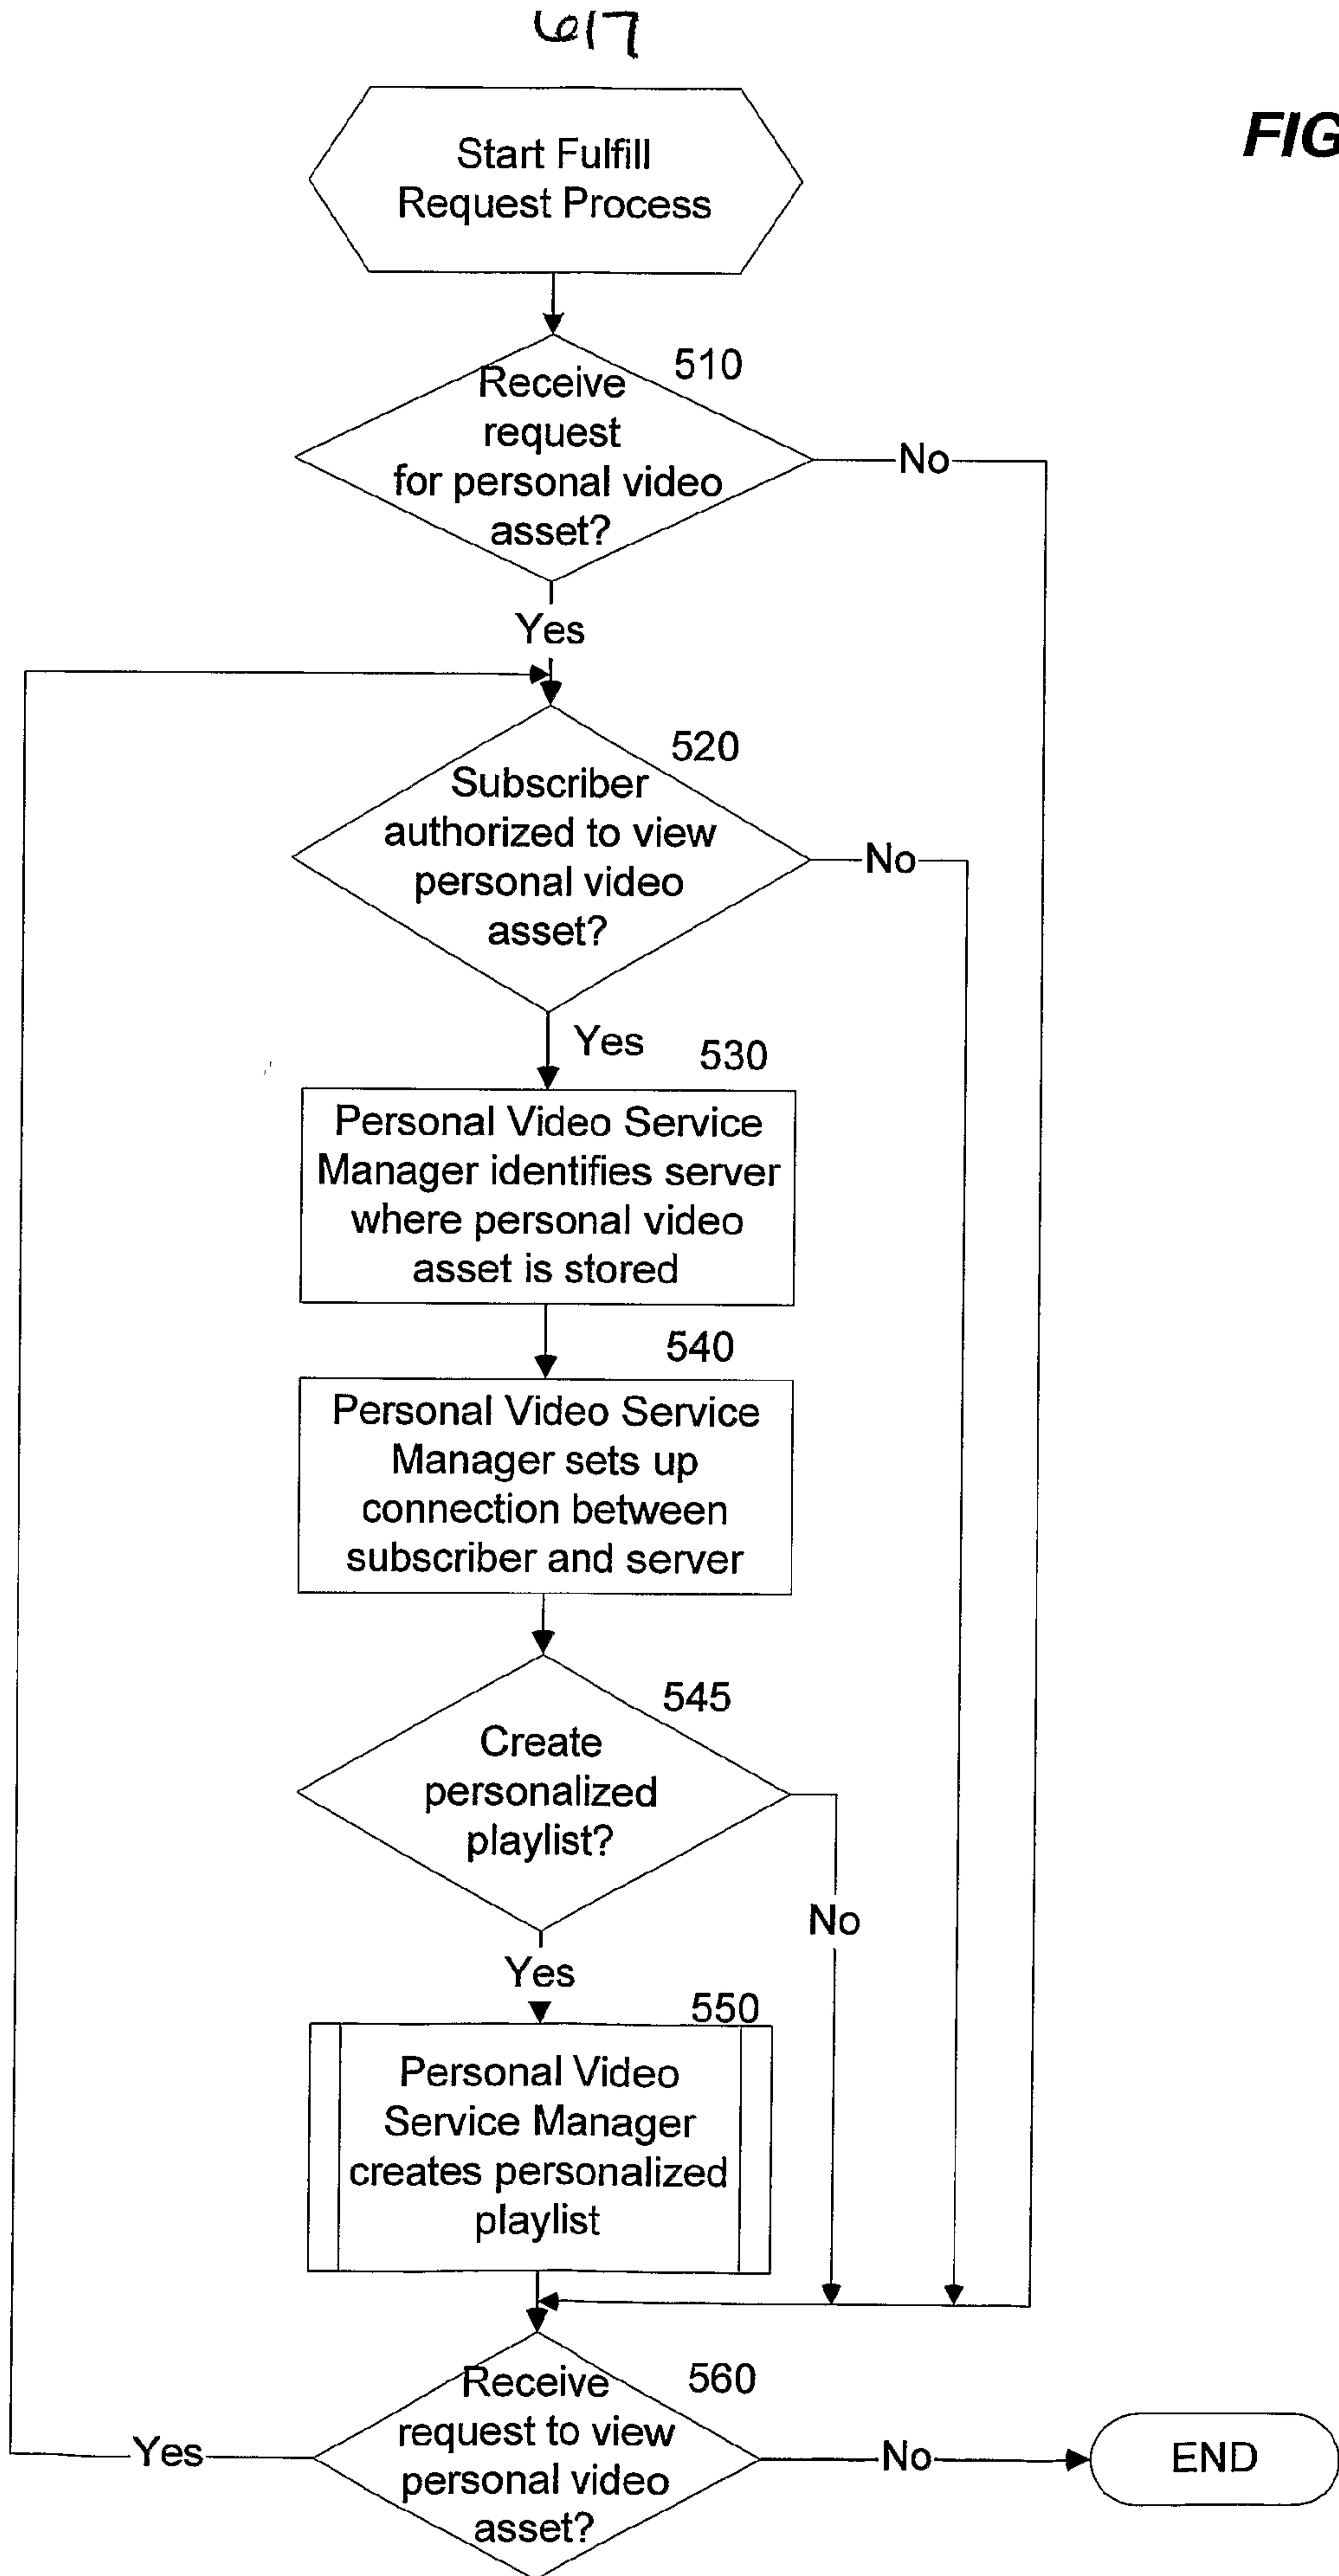 6/7
FIG
Start Fulfill
Request Process
510
Receive
request
for personal video
asset?
No
Yes
520
Subscriber
authorized to view
personal video
asset?
No
Yes
530
Personal Video Service
Manager identifies server
where personal video
asset is stored
540
Personal Video Service
Manager sets up
connection between
subscriber and server
545
Create
personalized
playlist?
No
Yes
550
Personal Video
Service Manager
creates personalized
playlist
560
Receive
request to view
personal video
asset?
Yes
No
END